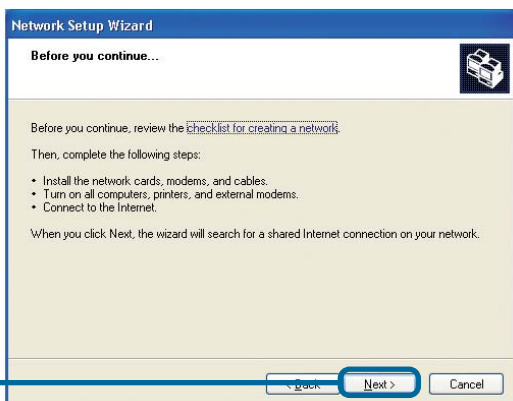 Network Setup Wizard
Before you continue...
Before you continue, review the checklist for creating a network.
Then, complete the following steps:
• Install the network cards, modems, and cables.
• Turn on all computers, printers, and external modems.
• Connect to the Internet.
When you click Next, the wizard will search for a shared Internet connection on your network.
< Back
Next >
Cancel